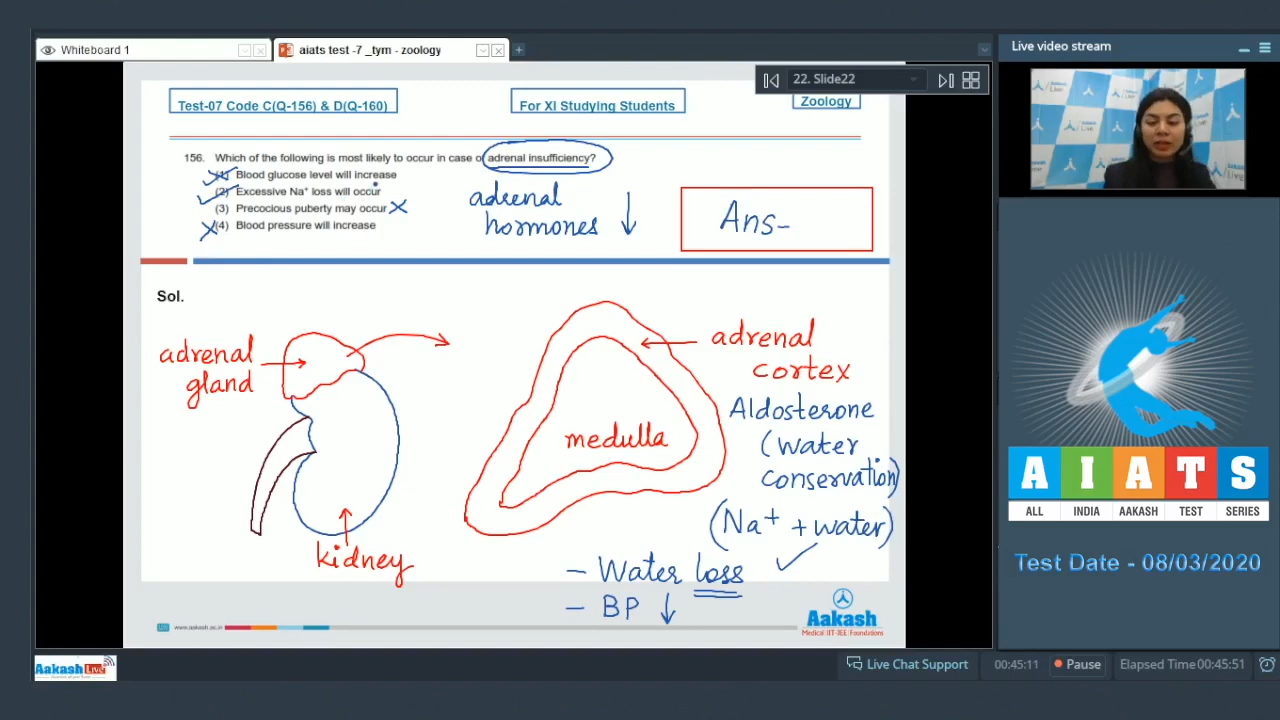 Whiteboard 1
aiats test -7 _tym - zoology
Live video stream
22. Slide22
Test-07 Code C(Q-156) & D(Q-160)
For XI Studying Students
Zoology
156. Which of the following is most likely to occur in case o adrenal insufficiency?
(1) Blood glucose level will increase
(2) Excessive Na+ loss will occur
(3) Precocious puberty may occur
(4) Blood pressure will increase
adrenal
hormones
Ans-
Sol.
adrenal
gland
kidney
medulla
adrenal
cortex
Aldosterone
(water
conservation)
(Na+ + water)
- Water loss
- BP ↓
www.aakash.ac.in
Aakash
Medical | IIT-JEE | Foundations
AIATS
ALL INDIA AAKASH TEST SERIES
Test Date - 08/03/2020
Aakash Live
Live Chat Support
00:45:11
Pause
Elapsed Time 00:45:51